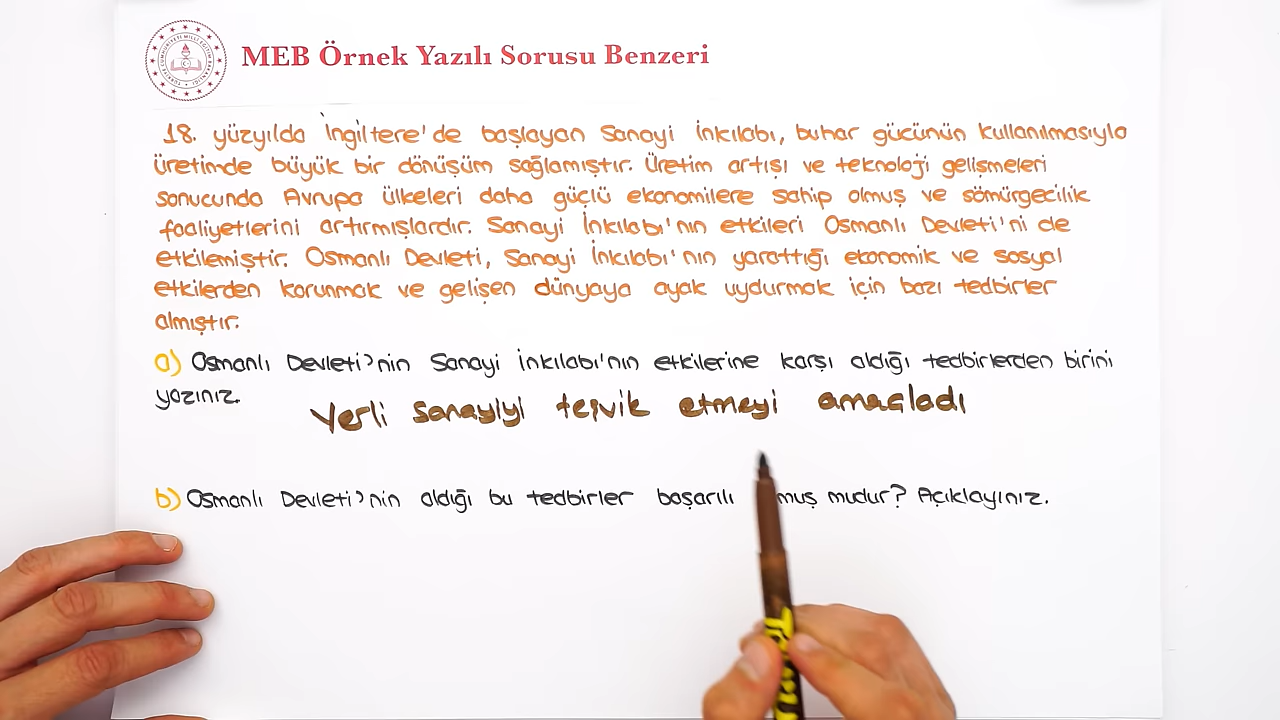 MEB Örnek Yazılı Sorusu Benzeri
18. yüzyılda İngiltere'de başlayan Sanayi İnkılabı, buhar gücünün kullanılmasıyla
üretimde büyük bir dönüşüm sağlamıştır. Üretim artışı ve teknoloji gelişmeleri
sonucunda Avrupa ülkeleri daha güçlü ekonomilere sahip olmuş ve sömürgecilik
faaliyetlerini artırmışlardır. Sanayi İnkılabı'nın etkileri Osmanlı Devleti'ni de
etkilemiştir. Osmanlı Devleti, Sanayi İnkılabı'nın yarattığı ekonomik ve sosyal
etkilerden korunmak ve gelişen dünyaya ayak uydurmak için bazı tedbirler
almıştır.
a) Osmanlı Devleti'nin Sanayi İnkılabı'nın etkilerine karşı aldığı tedbirlerden birini
yazınız.
Yerli sanayiyi teşvik etmeyi amaçladı
b) Osmanlı Devleti'nin aldığı bu tedbirler başarılı muş mudur? Açıklayınız.